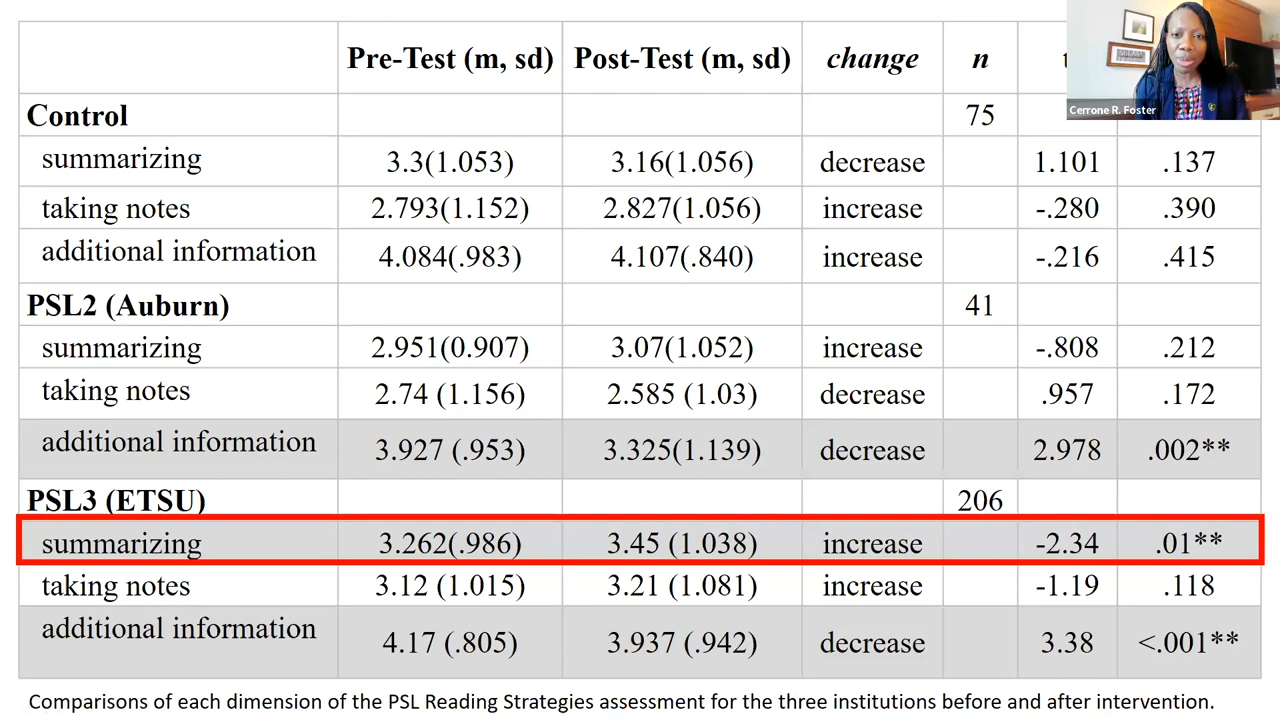 Pre-Test (m, sd) Post-Test (m, sd) change n t
Cerrone R. Foster
Control 75
summarizing 3.3(1.053) 3.16(1.056) decrease 1.101 .137
taking notes 2.793(1.152) 2.827(1.056) increase -.280 .390
additional information 4.084(.983) 4.107(.840) increase -.216 .415
PSL2 (Auburn) 41
summarizing 2.951(0.907) 3.07(1.052) increase -.808 .212
taking notes 2.74 (1.156) 2.585 (1.03) decrease .957 .172
additional information 3.927 (.953) 3.325(1.139) decrease 2.978 .002**
PSL3 (ETSU) 206
summarizing 3.262(.986) 3.45 (1.038) increase -2.34 .01**
taking notes 3.12 (1.015) 3.21 (1.081) increase -1.19 .118
additional information 4.17 (.805) 3.937 (.942) decrease 3.38 <.001**
Comparisons of each dimension of the PSL Reading Strategies assessment for the three institutions before and after intervention.